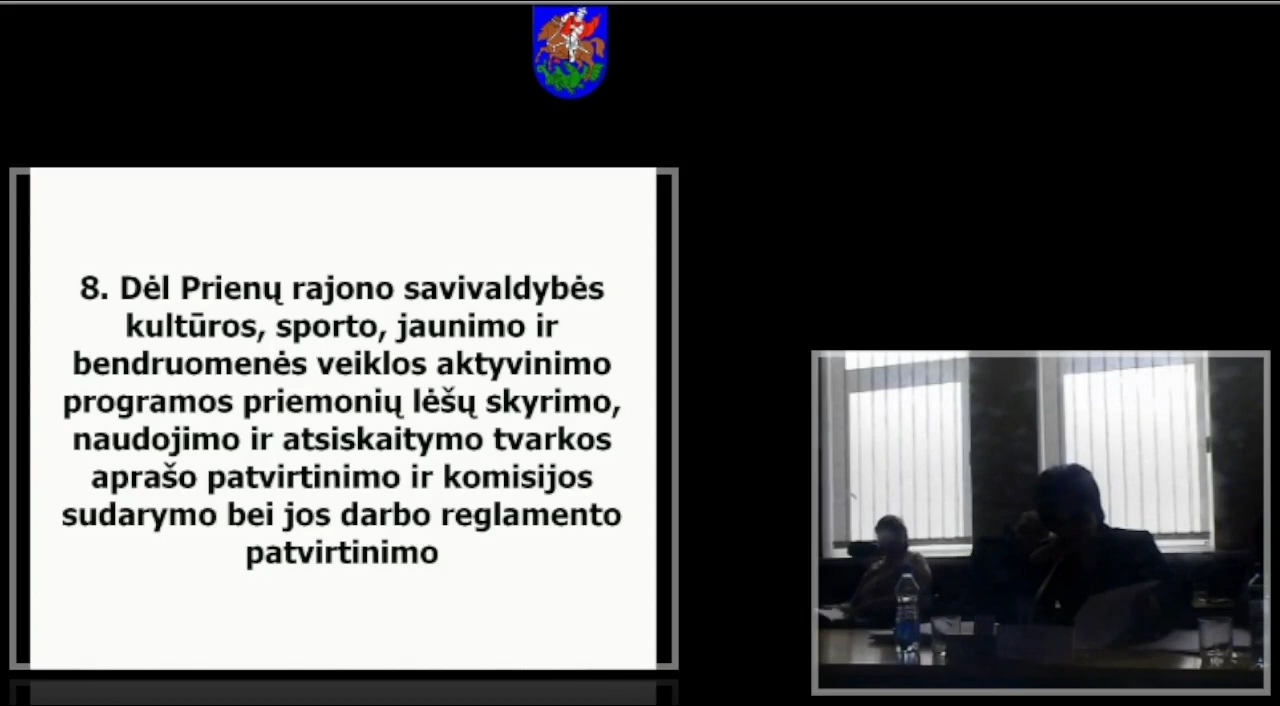 8. Dėl Prienų rajono savivaldybės
kultūros, sporto, jaunimo ir
bendruomenės veiklos aktyvinimo
programos priemonių lėšų skyrimo,
naudojimo ir atsiskaitymo tvarkos
aprašo patvirtinimo ir komisijos
sudarymo bei jos darbo reglamento
patvirtinimo